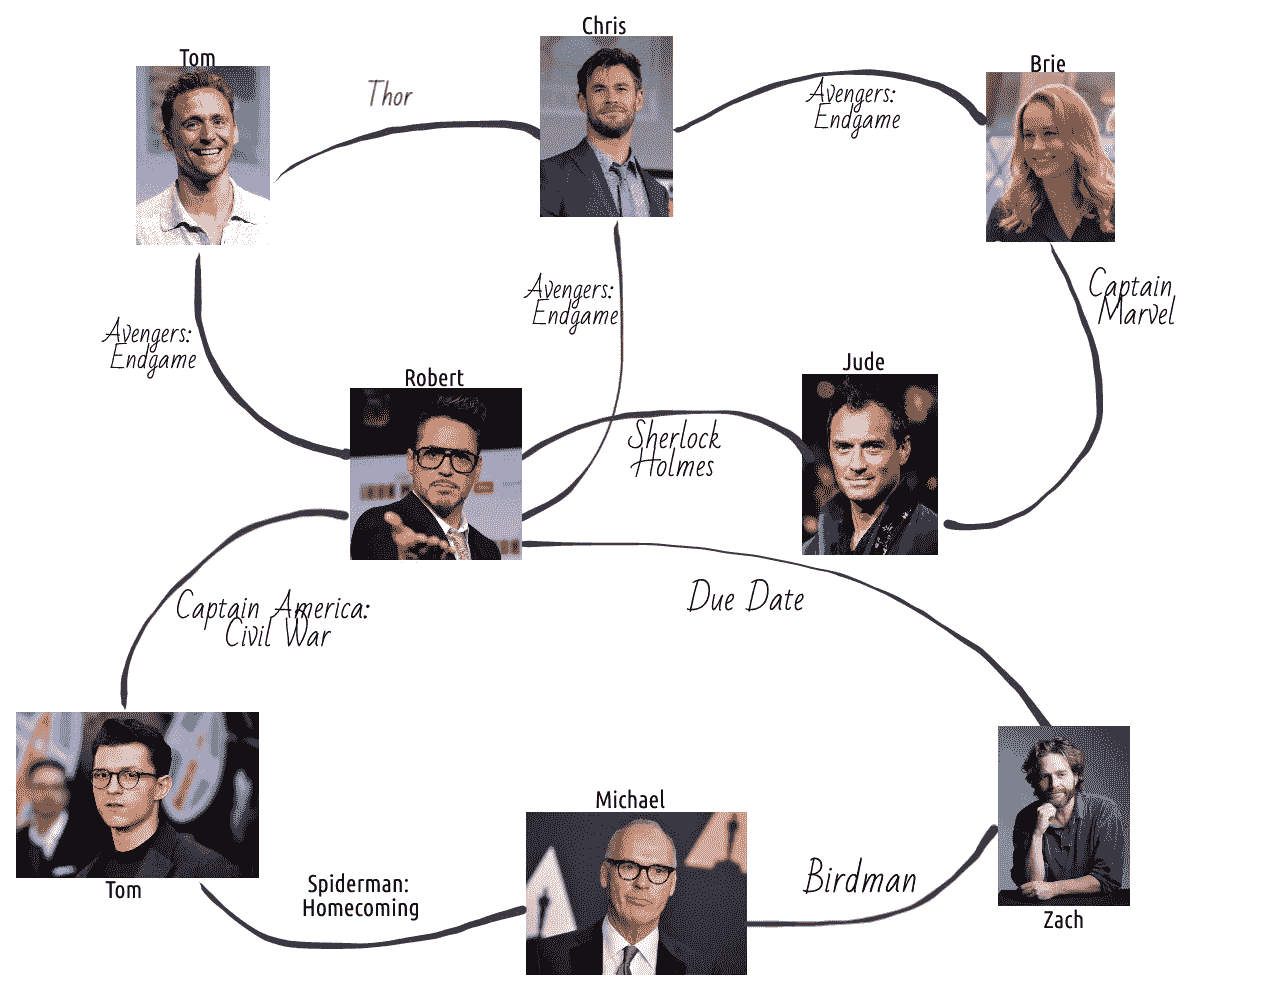 Chris
Tom
Brie
Thor
Avengers:
Endgame
Avengers:
Endgame
Captain
Marvel
Avengers:
Endgame
Jude
Robert
Sherlock
Holmes
Due Date
Captain America:
Civil War
Michael
Birdman
Spiderman:
Homecoming
Tom
Zach